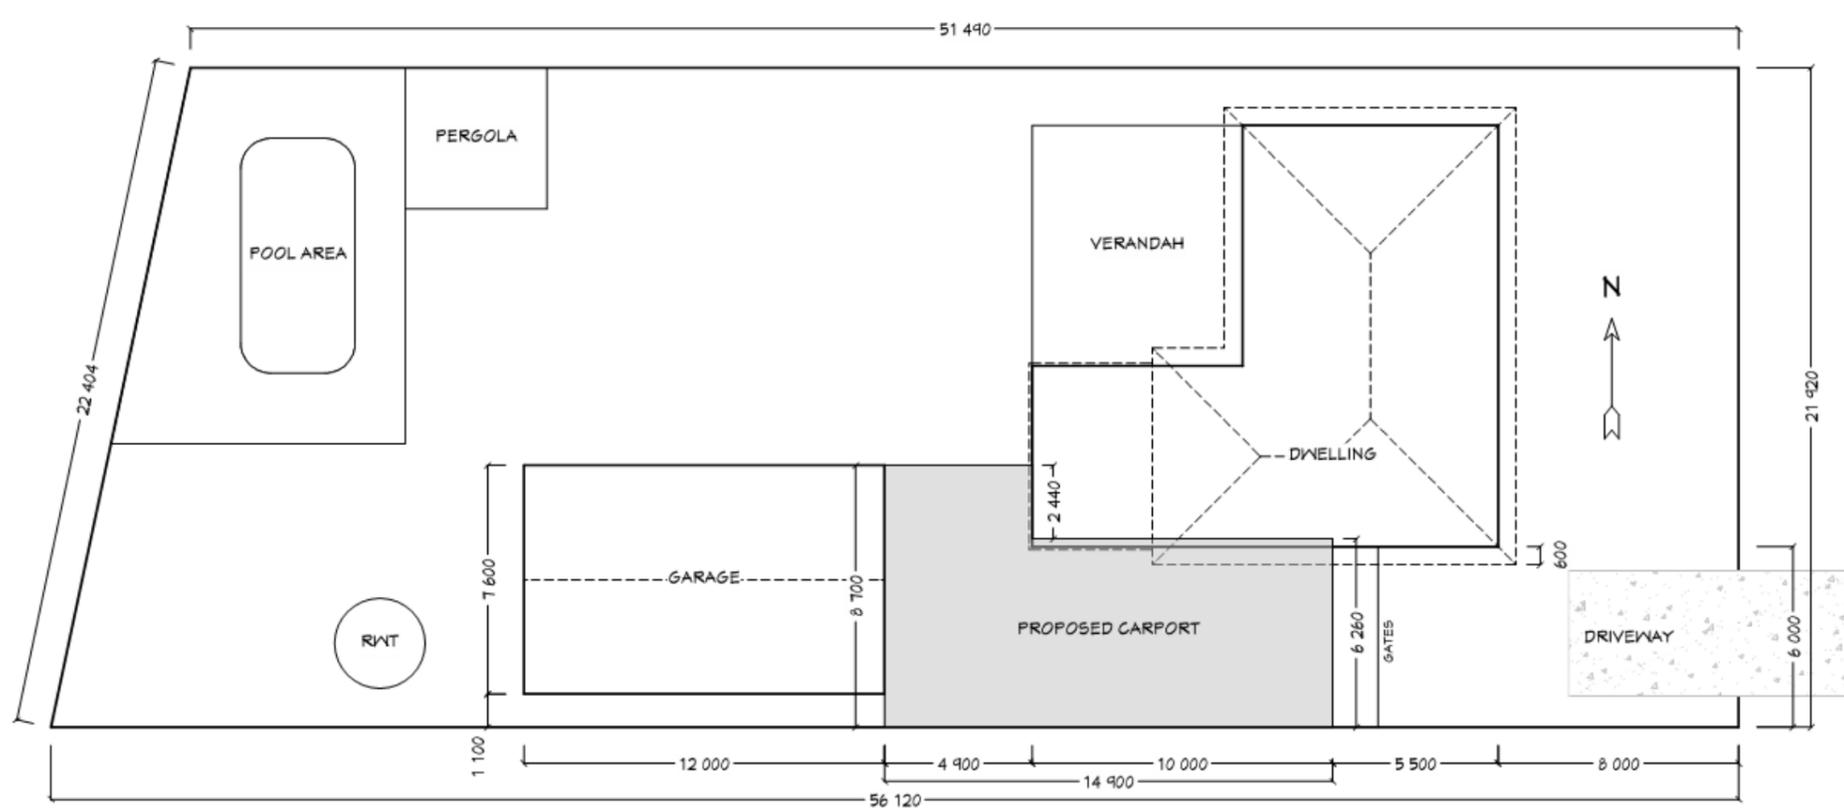 51 490
PERGOLA
VERANDAH
POOL AREA
N
22 404
21 920
DWELLING
2 440
600
GARAGE
7 600
8 700
PROPOSED CARPORT
6 260
GATES
DRIVEWAY
6 000
RWT
1 100
12 000
4 900
10 000
5 500
8 000
14 900
56 120